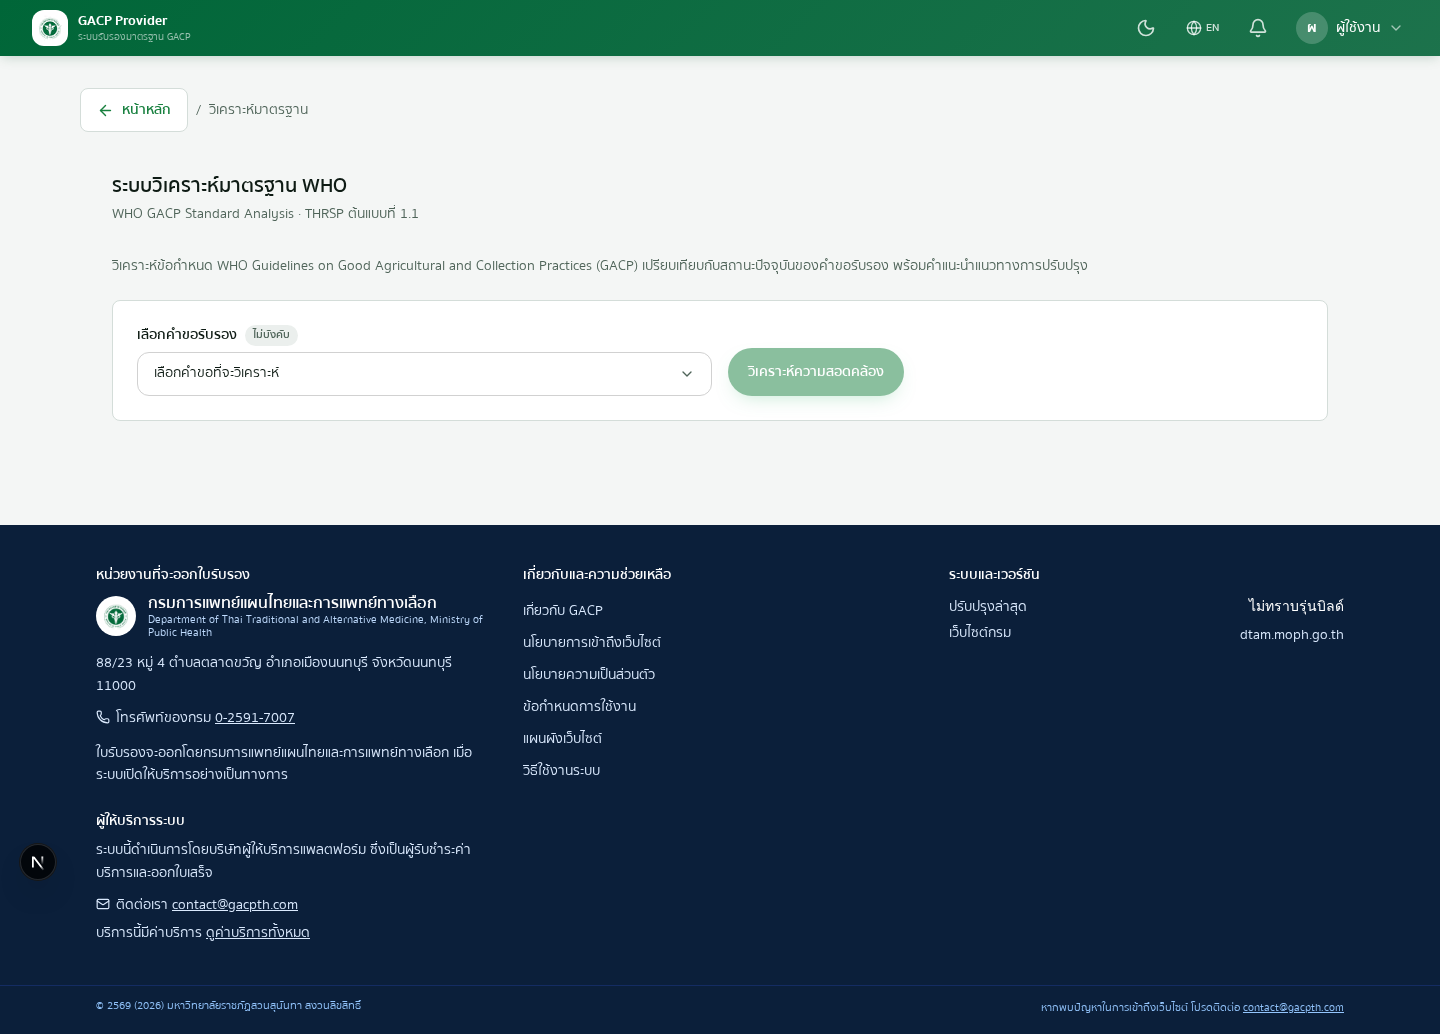 GACP Provider
ระบบรับรองมาตรฐาน GACP
EN
ผ
ผู้ใช้งาน
หน้าหลัก / วิเคราะห์มาตรฐาน
ระบบวิเคราะห์มาตรฐาน WHO
WHO GACP Standard Analysis · THRSP ต้นแบบที่ 1.1
วิเคราะห์ข้อกำหนด WHO Guidelines on Good Agricultural and Collection Practices (GACP) เปรียบเทียบกับสถานะปัจจุบันของคำขอรับรอง พร้อมคำแนะนำแนวทางการปรับปรุง
เลือกคำขอรับรอง ไม่บังคับ
เลือกคำขอที่จะวิเคราะห์
วิเคราะห์ความสอดคล้อง
หน่วยงานที่จะออกใบรับรอง
กรมการแพทย์แผนไทยและการแพทย์ทางเลือก
Department of Thai Traditional and Alternative Medicine, Ministry of
Public Health
88/23 หมู่ 4 ตำบลตลาดขวัญ อำเภอเมืองนนทบุรี จังหวัดนนทบุรี
11000
โทรศัพท์ของกรม 0-2591-7007
ใบรับรองจะออกโดยกรมการแพทย์แผนไทยและการแพทย์ทางเลือก เมื่อ
ระบบเปิดให้บริการอย่างเป็นทางการ
ผู้ให้บริการระบบ
ระบบนี้ดำเนินการโดยบริษัทผู้ให้บริการแพลตฟอร์ม ซึ่งเป็นผู้รับชำระค่า
บริการและออกใบเสร็จ
ติดต่อเรา contact@gacpth.com
บริการนี้มีค่าบริการ ดูค่าบริการทั้งหมด
เกี่ยวกับและความช่วยเหลือ
เกี่ยวกับ GACP
นโยบายการเข้าถึงเว็บไซต์
นโยบายความเป็นส่วนตัว
ข้อกำหนดการใช้งาน
แผนผังเว็บไซต์
วิธีใช้งานระบบ
ระบบและเวอร์ชัน
ปรับปรุงล่าสุด ไม่ทราบรุ่นบิลด์
เว็บไซต์กรม dtam.moph.go.th
N
© 2569 (2026) มหาวิทยาลัยราชภัฏสวนสุนันทา สงวนลิขสิทธิ์
หากพบปัญหาในการเข้าถึงเว็บไซต์ โปรดติดต่อ contact@gacpth.com